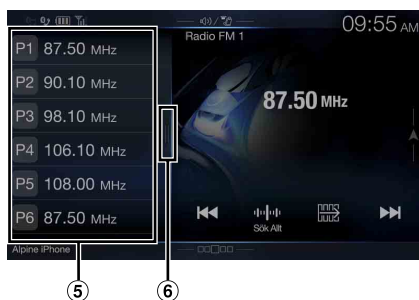 09:55 AM
Radio FM 1
P1 87.50 MHz
P2 90.10 MHz
P3 98.10 MHz
P4 106.10 MHz
P5 108.00 MHz
P6 87.50 MHz
87.50 MHz
Sök Allt
Alpine iPhone
5
6